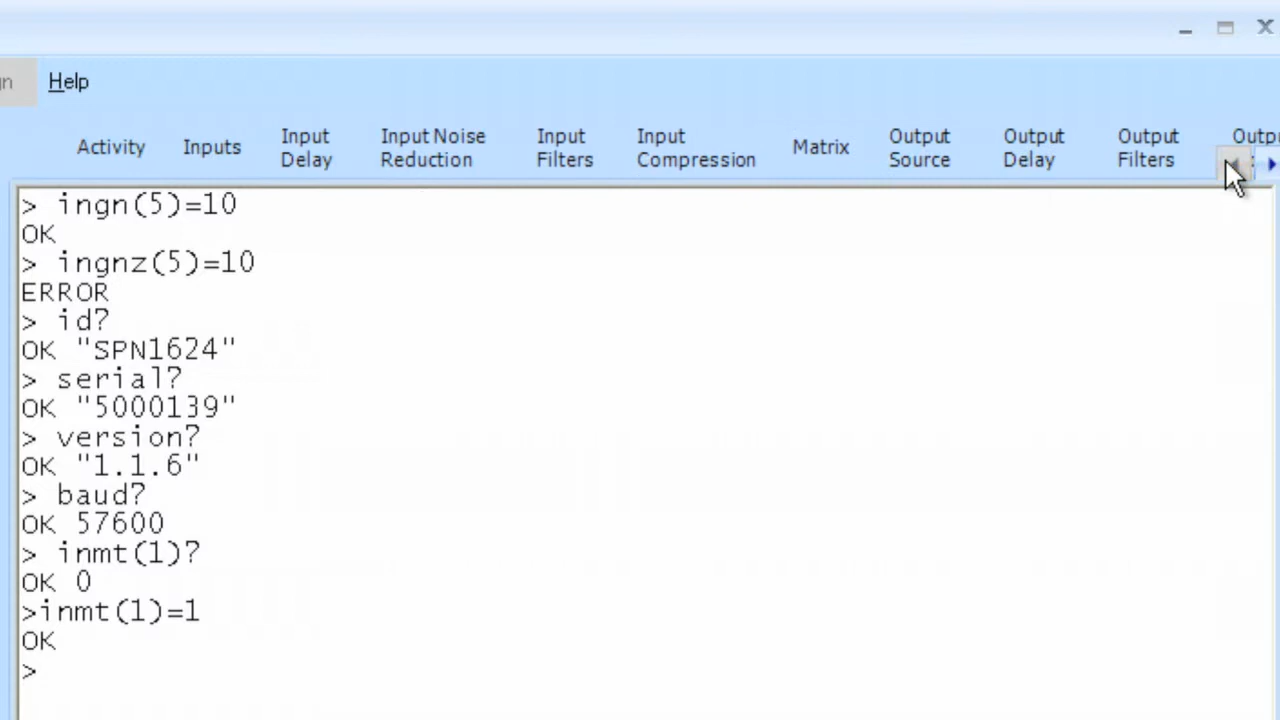 gn Help
Activity Inputs Input Delay Input Noise Reduction Input Filters Input Compression Matrix Output Source Output Delay Output Filters
> ingn(5)=10
OK
> ingnz(5)=10
ERROR
> id?
OK "SPN1624"
> serial?
OK "5000139"
> version?
OK "1.1.6"
> baud?
OK 57600
> inmt(1)?
OK 0
>inmt(1)=1
OK
>